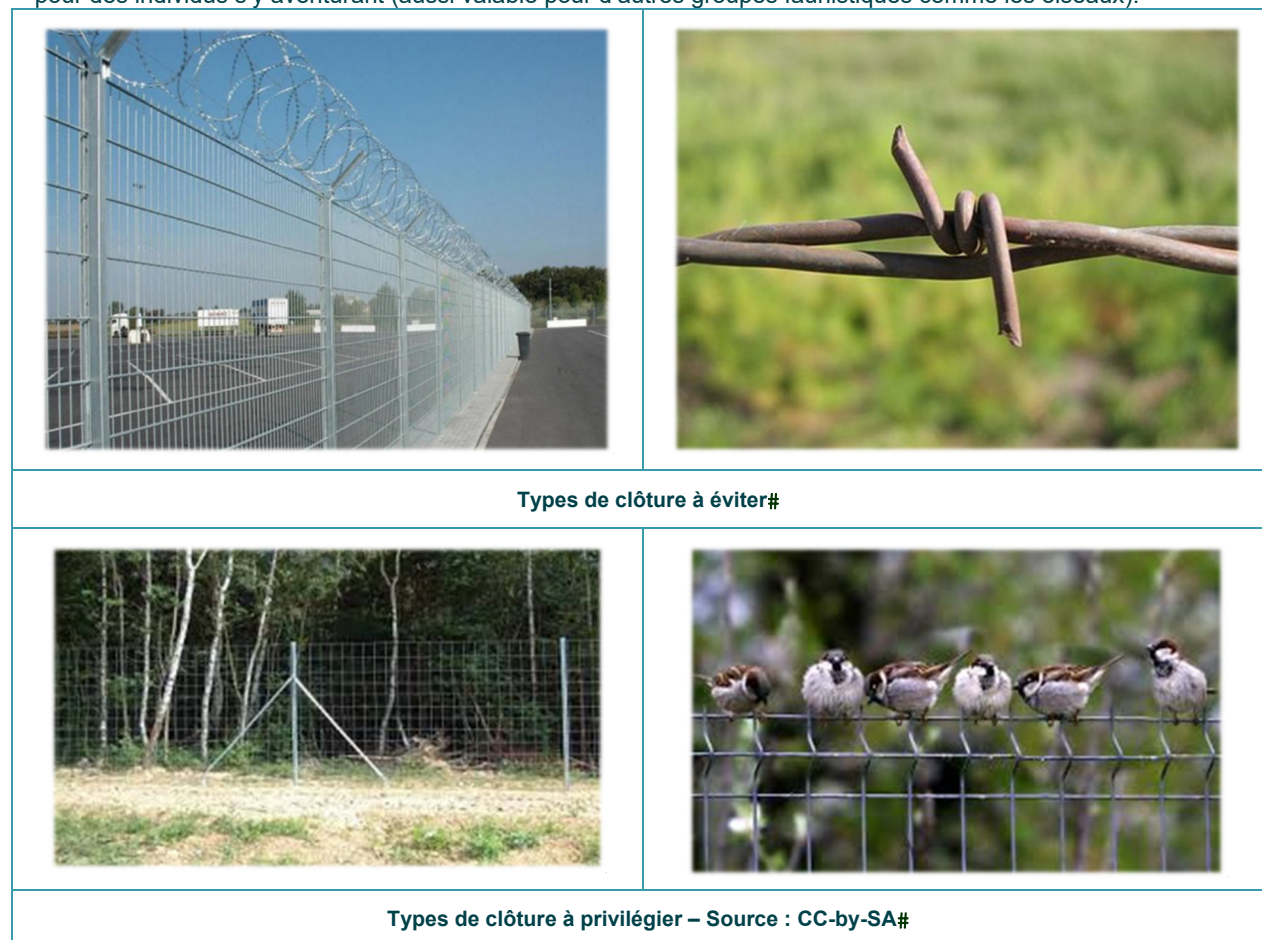 pour des individus s'y aventurant (aussi valable pour d'autres groupes faunistiques comme les oiseaux).
Types de clôture à éviter#
Types de clôture à privilégier – Source : CC-by-SA#